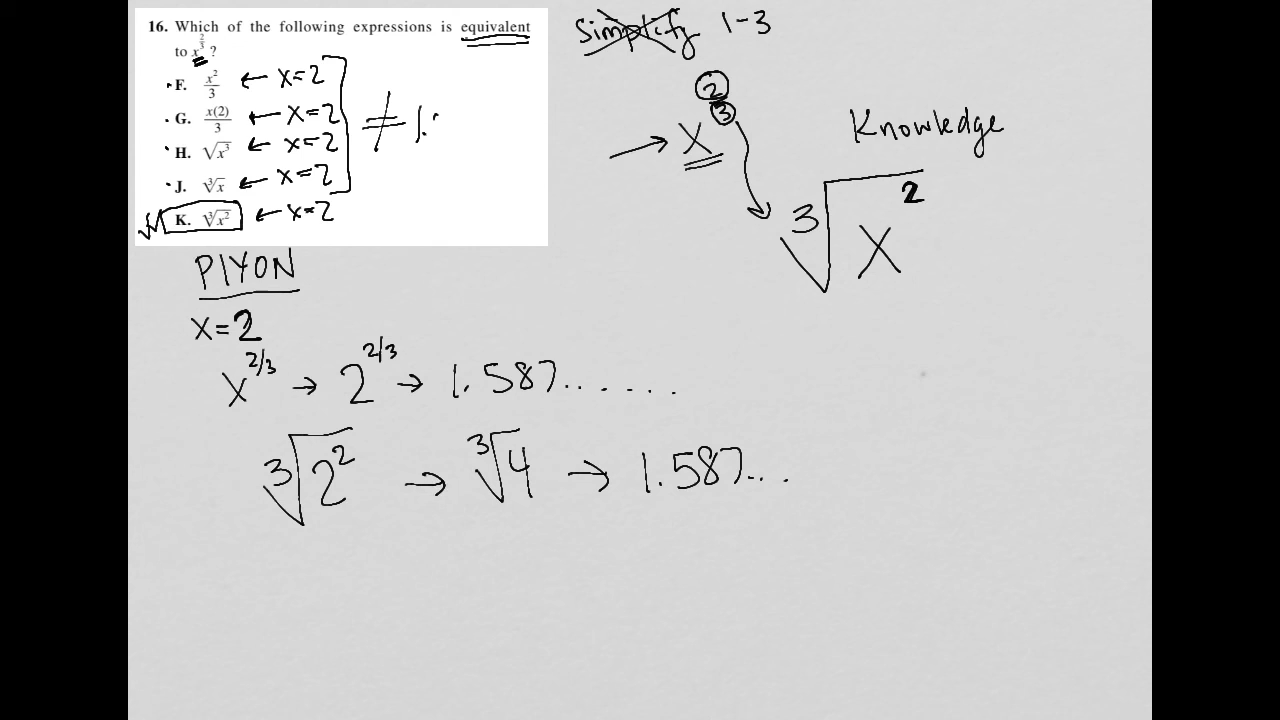 16. Which of the following expressions is equivalent
to x^(2/3) ?
F. x²/3 ← x=2
G. x(2)/3 ← x=2
H. √x³ ← x=2
J. ∛x ← x=2
K. ∛x² ← x=2
≠ 1.
Simplify 1-3
→ x^(2/3)
Knowledge
∛x²
PIYON
x=2
x^2/3 → 2^2/3 → 1.587......
∛2² → ∛4 → 1.587...